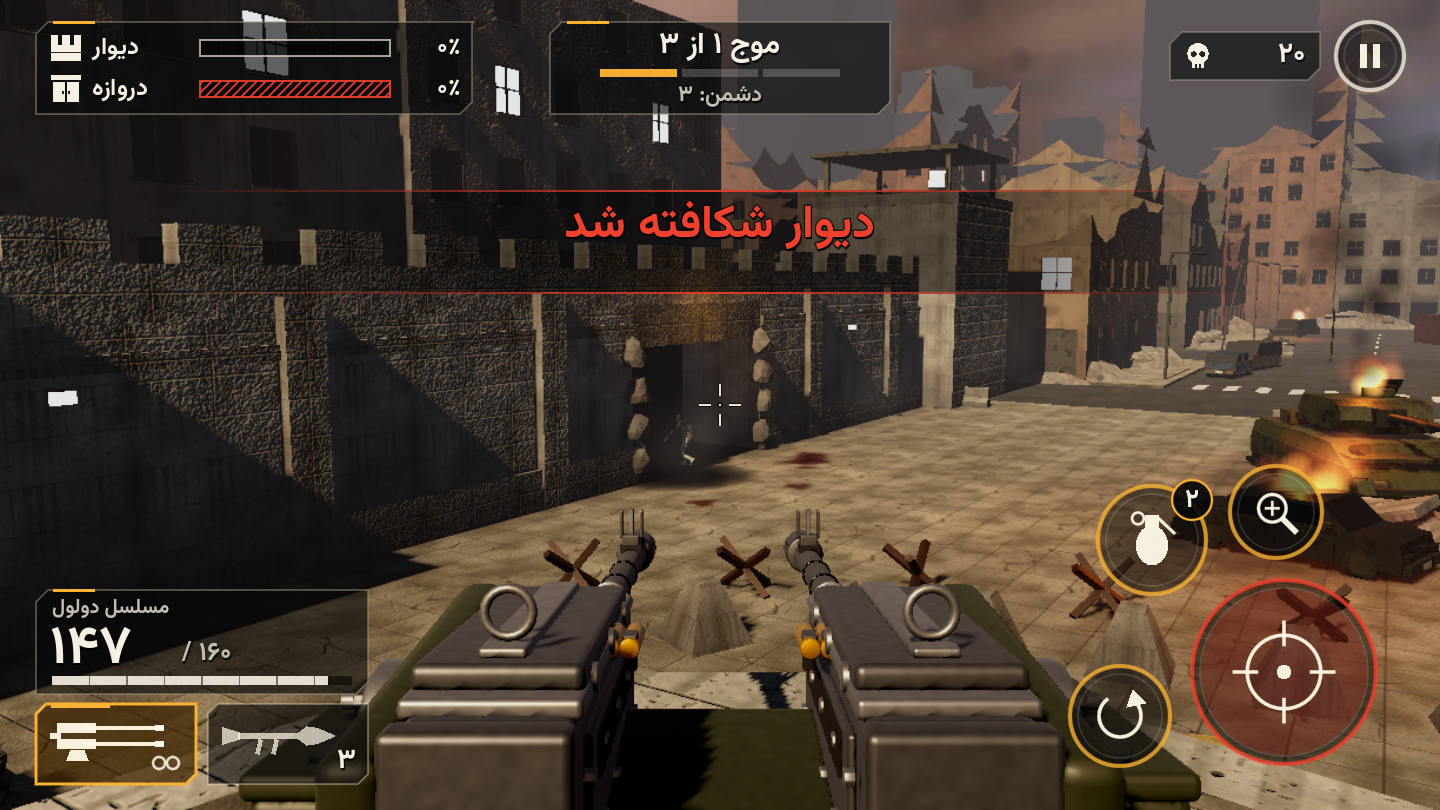 دیوار ۰٪
دروازه ۰٪
موج ۱ از ۳
دشمن: ۳
۲۰
دیوار شکافته شد
۲
مسلسل دولول
۱۴۷ / ۱۶۰
∞
۳